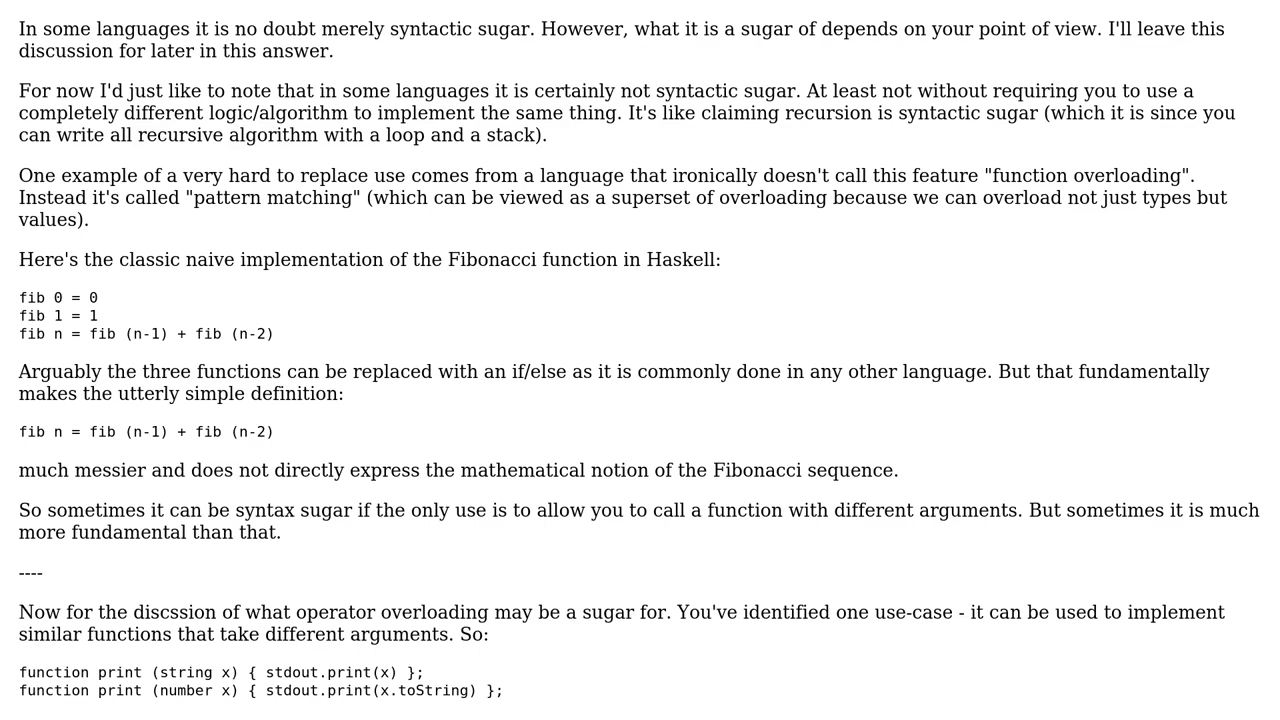 In some languages it is no doubt merely syntactic sugar. However, what it is a sugar of depends on your point of view. I'll leave this
discussion for later in this answer.
For now I'd just like to note that in some languages it is certainly not syntactic sugar. At least not without requiring you to use a
completely different logic/algorithm to implement the same thing. It's like claiming recursion is syntactic sugar (which it is since you
can write all recursive algorithm with a loop and a stack).
One example of a very hard to replace use comes from a language that ironically doesn't call this feature "function overloading".
Instead it's called "pattern matching" (which can be viewed as a superset of overloading because we can overload not just types but
values).
Here's the classic naive implementation of the Fibonacci function in Haskell:
fib 0 = 0
fib 1 = 1
fib n = fib (n-1) + fib (n-2)
Arguably the three functions can be replaced with an if/else as it is commonly done in any other language. But that fundamentally
makes the utterly simple definition:
fib n = fib (n-1) + fib (n-2)
much messier and does not directly express the mathematical notion of the Fibonacci sequence.
So sometimes it can be syntax sugar if the only use is to allow you to call a function with different arguments. But sometimes it is much
more fundamental than that.
----
Now for the discssion of what operator overloading may be a sugar for. You've identified one use-case - it can be used to implement
similar functions that take different arguments. So:
function print (string x) { stdout.print(x) };
function print (number x) { stdout.print(x.toString) };